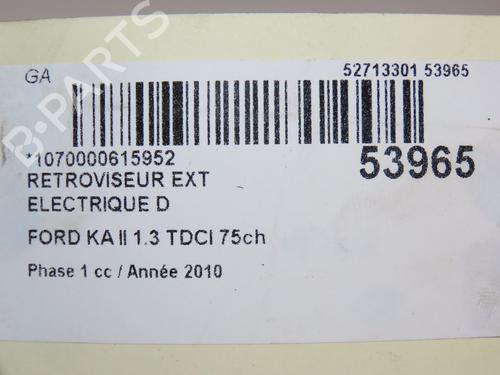 GA
52713301 53965
1070000615952
53965
RETROVISEUR EXT
ELECTRIQUE D
FORD KA II 1.3 TDCI 75ch
Phase 1 cc / Année 2010
B-PARTS